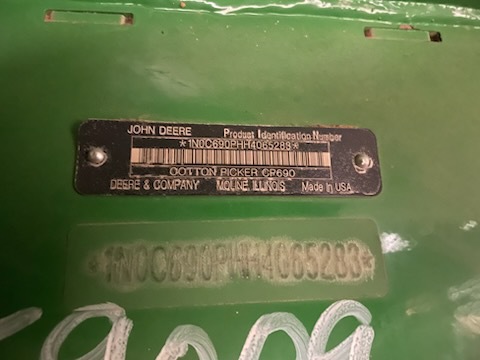 JOHN DEERE Product Identification Number
*1N0C690PHH4065283*
COTTON PICKER CP690
DEERE & COMPANY MOLINE, ILLINOIS Made in USA
*1N0C690PHH4065283*